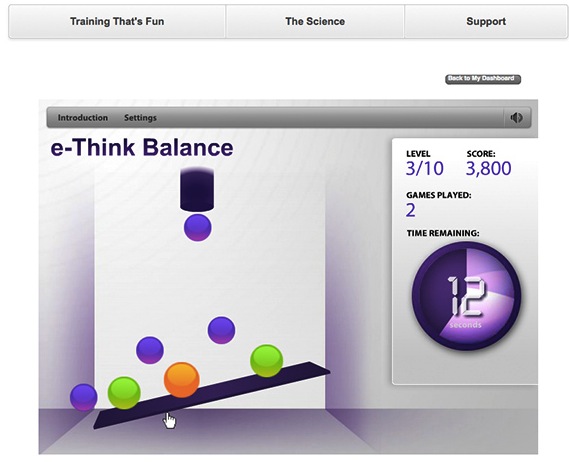 Training That's Fun
The Science
Support
Back to My Dashboard
Introduction
Settings
e-Think Balance
LEVEL
SCORE:
3/10
3,800
GAMES PLAYED:
2
TIME REMAINING:
12
seconds